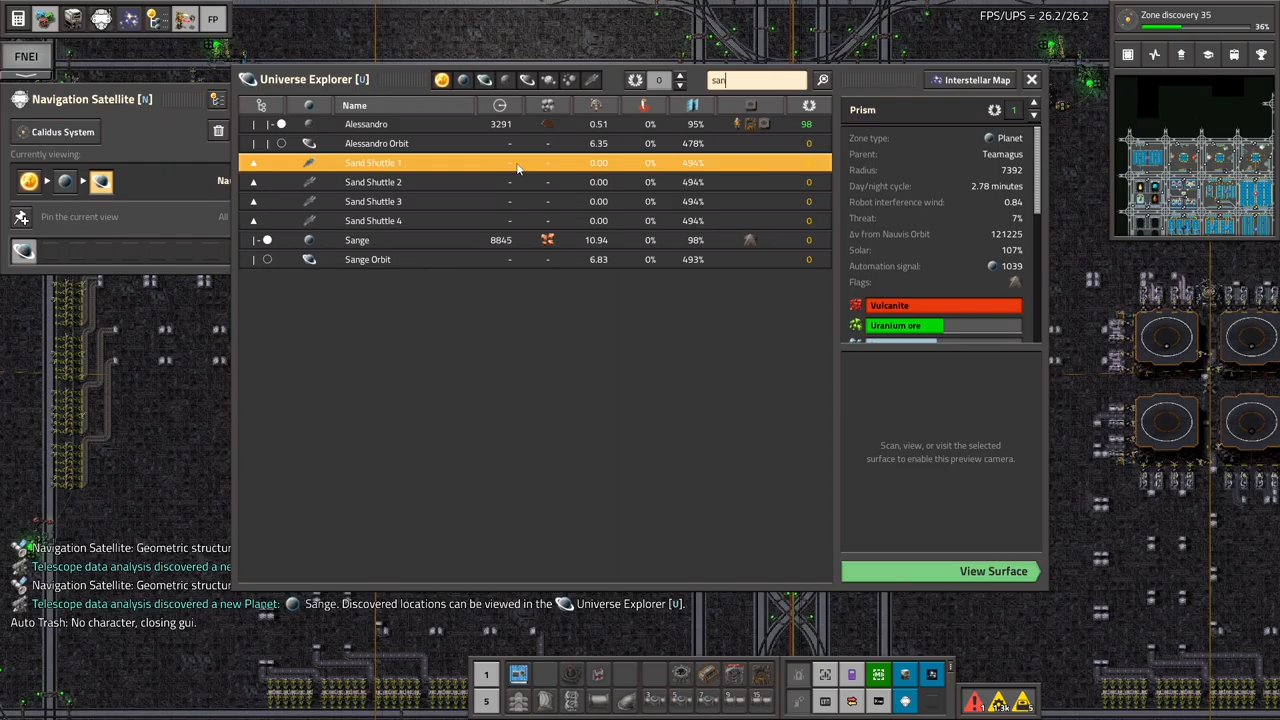 FP
FPS/UPS = 26.2/26.2
Zone discovery 35
36%
FNEI
Navigation Satellite [N]
Calidus System
Currently viewing:
Na
Pin the current view
All
Universe Explorer [U]
0
san
Interstellar Map
Name
Alessandro 3291 0.51 0% 95% 98
Alessandro Orbit - - 6.35 0% 478% 0
Sand Shuttle 1 - - 0.00 0% 494% 0
Sand Shuttle 2 - - 0.00 0% 494% 0
Sand Shuttle 3 - - 0.00 0% 494% 0
Sand Shuttle 4 - - 0.00 0% 494% 0
Sange 8845 10.94 0% 98% 0
Sange Orbit - - 6.83 0% 493% 0
Prism 1
Zone type: Planet
Parent: Teamagus
Radius: 7392
Day/night cycle: 2.78 minutes
Robot interference wind: 0.84
Threat: 7%
Δv from Nauvis Orbit 121225
Solar: 107%
Automation signal: 1039
Flags:
Vulcanite
Uranium ore
Scan, view, or visit the selected
surface to enable this preview camera.
View Surface
Navigation Satellite: Geometric structur
Telescope data analysis discovered a ne
Navigation Satellite: Geometric structur
Telescope data analysis discovered a new Planet: Sange. Discovered locations can be viewed in the Universe Explorer [U].
Auto Trash: No character, closing gui.
1
5